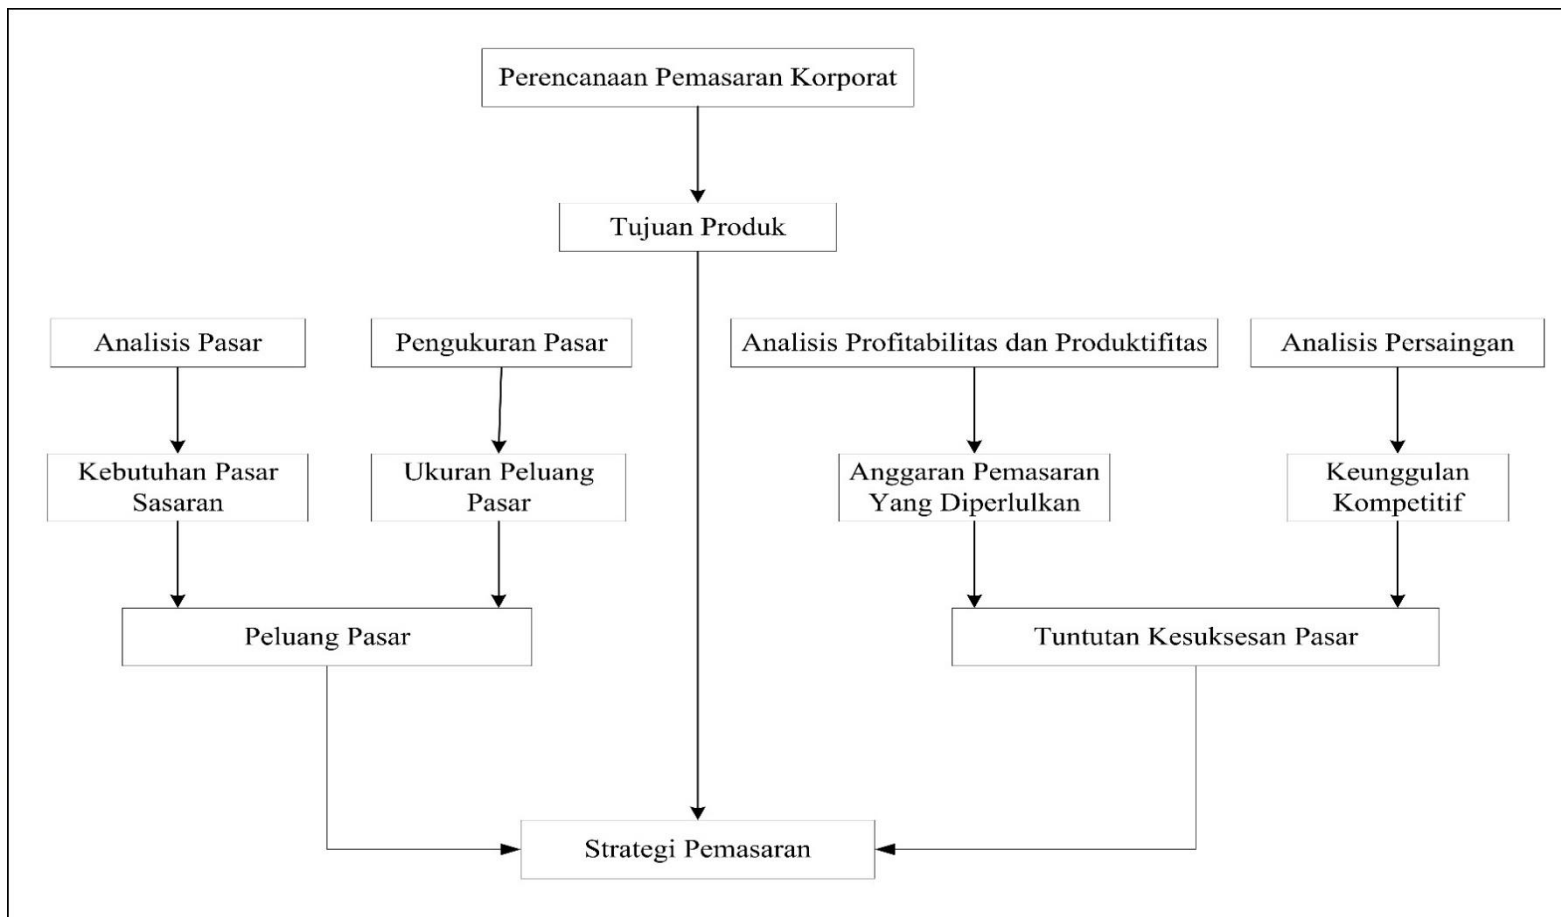 Perencanaan Pemasaran Korporat
Tujuan Produk
Analisis Pasar
Pengukuran Pasar
Analisis Profitabilitas dan Produktifitas
Analisis Persaingan
Kebutuhan Pasar
Sasaran
Ukuran Peluang
Pasar
Anggaran Pemasaran
Yang Diperlulkan
Keunggulan
Kompetitif
Peluang Pasar
Tuntutan Kesuksesan Pasar
Strategi Pemasaran